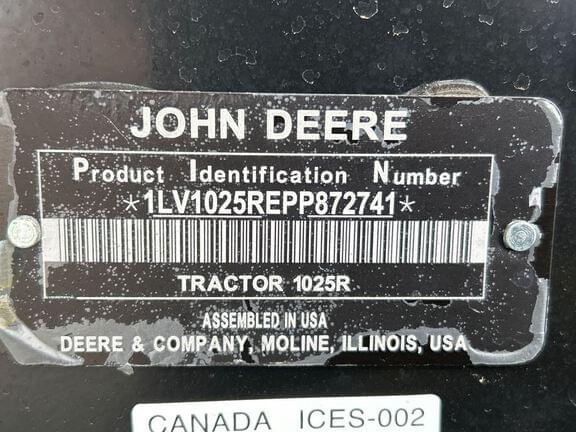 JOHN DEERE
Product Identification Number
*1LV1025REPP872741*
TRACTOR 1025R
ASSEMBLED IN USA
DEERE & COMPANY, MOLINE, ILLINOIS, USA
CANADA ICES-002